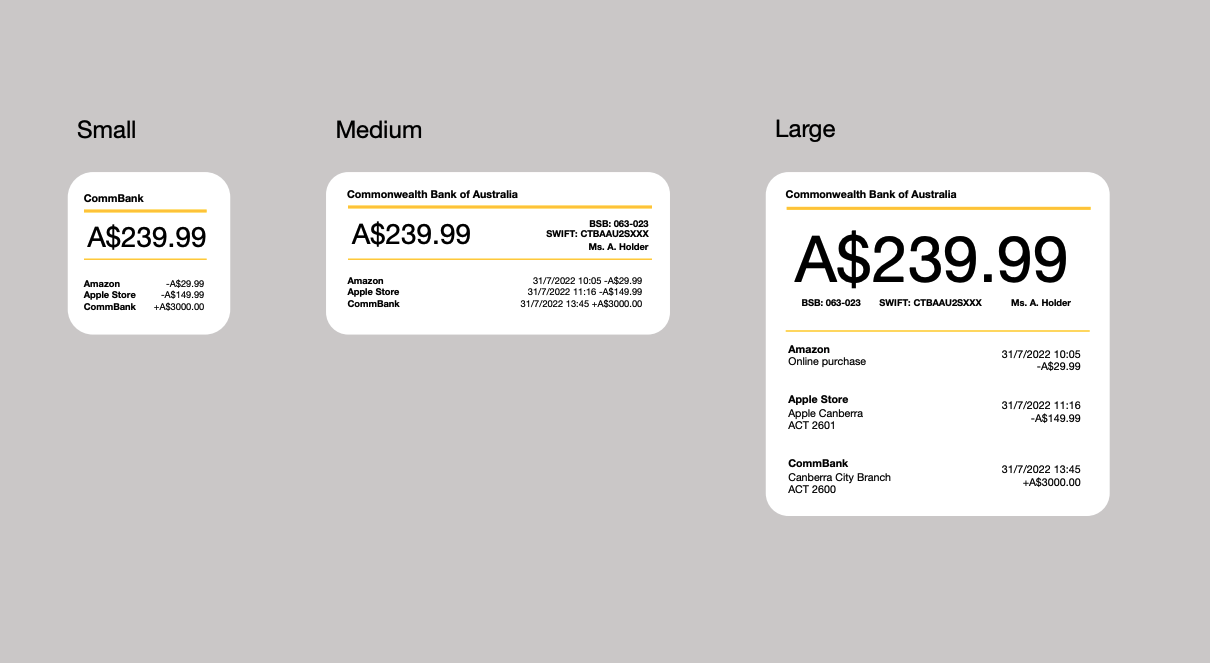 Small
CommBank
A$239.99
Amazon -A$29.99
Apple Store -A$149.99
CommBank +A$3000.00
Medium
Commonwealth Bank of Australia
A$239.99
BSB: 063-023
SWIFT: CTBAAU2SXXX
Ms. A. Holder
Amazon 31/7/2022 10:05 -A$29.99
Apple Store 31/7/2022 11:16 -A$149.99
CommBank 31/7/2022 13:45 +A$3000.00
Large
Commonwealth Bank of Australia
A$239.99
BSB: 063-023 SWIFT: CTBAAU2SXXX Ms. A. Holder
Amazon
Online purchase
31/7/2022 10:05
-A$29.99
Apple Store
Apple Canberra
ACT 2601
31/7/2022 11:16
-A$149.99
CommBank
Canberra City Branch
ACT 2600
31/7/2022 13:45
+A$3000.00